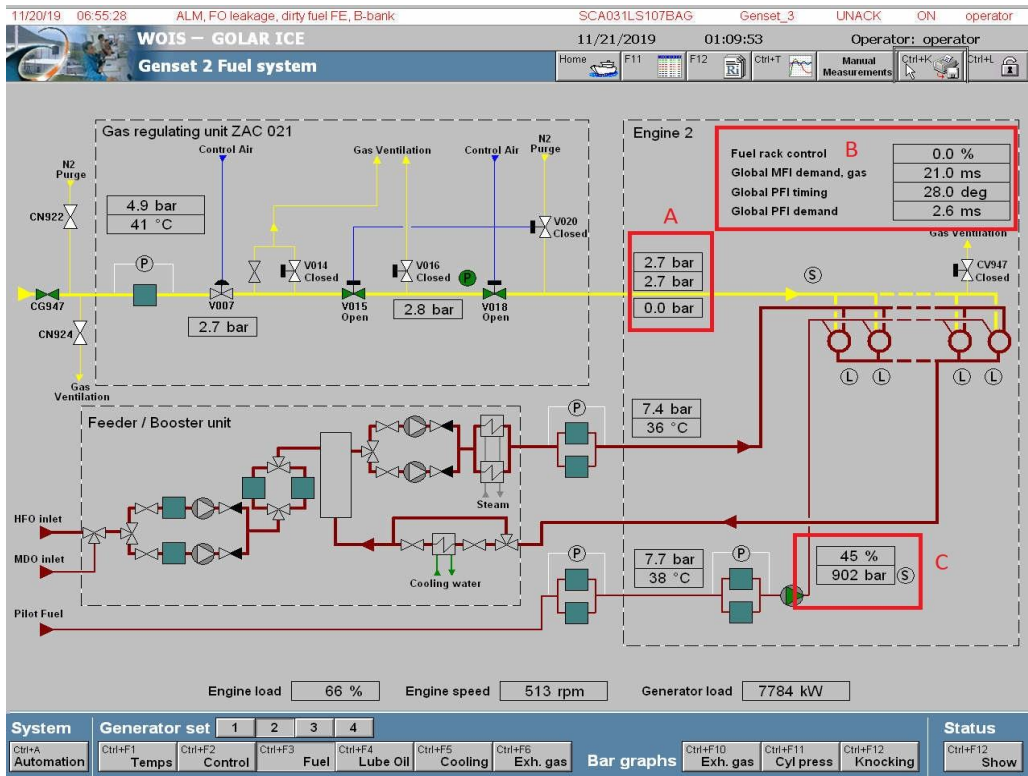 11/20/19 06:55:28 ALM, FO leakage, dirty fuel FE, B-bank SCA031LS107BAG Genset_3 UNACK ON operator
WOIS – GOLAR ICE 11/21/2019 01:09:53 Operator: operator
Genset 2 Fuel system
Home F11 F12 Ctrl+T Manual Measurements Ctrl+K Ctrl+L
Gas regulating unit ZAC 021
Control Air
Gas Ventilation
Control Air
N2 Purge
N2 Purge
CN922
4.9 bar
41 °C
V020 Closed
P
V014 Closed
V016 Closed
P
CG947
V007
V015 Open
V018 Open
2.7 bar
2.8 bar
CN924
Gas Ventilation
Engine 2
B
Fuel rack control 0.0 %
Global MFI demand, gas 21.0 ms
Global PFI timing 28.0 deg
Global PFI demand 2.6 ms
A
2.7 bar
2.7 bar
0.0 bar
Gas Ventilation
S
CV947 Closed
L L L L
Feeder / Booster unit
P
7.4 bar
36 °C
Steam
HFO inlet
MDO inlet
Cooling water
Pilot Fuel
P
7.7 bar
38 °C
P
45 %
902 bar
S
C
Engine load 66 % Engine speed 513 rpm Generator load 7784 kW
System Generator set 1 2 3 4 Status
Ctrl+A Automation Ctrl+F1 Temps Ctrl+F2 Control Ctrl+F3 Fuel Ctrl+F4 Lube Oil Ctrl+F5 Cooling Ctrl+F6 Exh. gas Bar graphs Ctrl+F10 Exh. gas Ctrl+F11 Cyl press Ctrl+F12 Knocking Ctrl+F12 Show